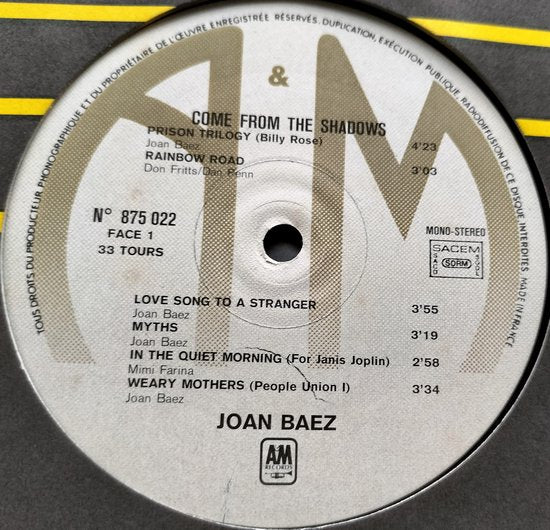 TOUS DROITS DU PRODUCTEUR PHONOGRAPHIQUE ET DU PROPRIÉTAIRE DE L'ŒUVRE ENREGISTRÉE RÉSERVÉS. DUPLICATION, EXÉCUTION PUBLIQUE, RADIODIFFUSION DE CE DISQUE INTERDITES. MADE IN FRANCE
A & M
COME FROM THE SHADOWS
PRISON TRILOGY (Billy Rose) 4'23
Joan Baez
RAINBOW ROAD 3'03
Don Fritts/Dan Penn
N° 875 022
FACE 1
33 TOURS
MONO-STEREO
SACEM
SDRM
LOVE SONG TO A STRANGER 3'55
Joan Baez
MYTHS 3'19
Joan Baez
IN THE QUIET MORNING (For Janis Joplin) 2'58
Mimi Farina
WEARY MOTHERS (People Union I) 3'34
Joan Baez
JOAN BAEZ
A&M
RECORDS